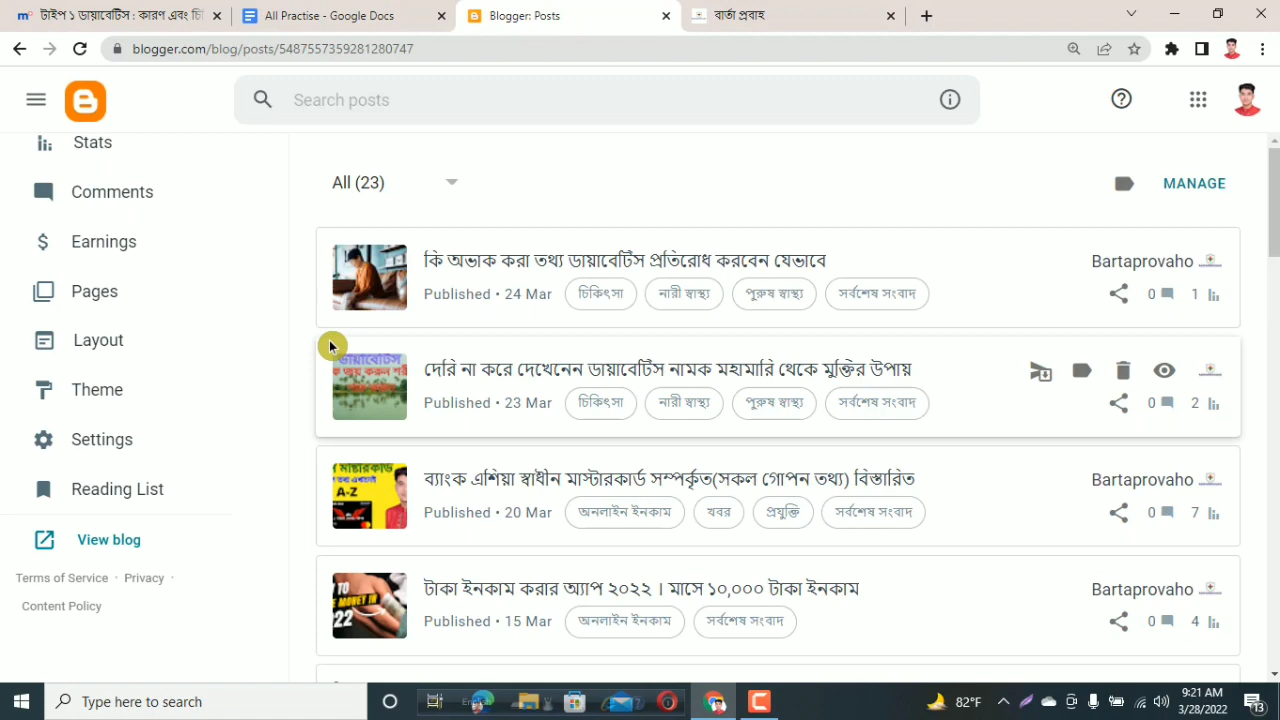 টাইপ ১ ডায়াবেটিস : কারণ এবং চি
All Practise - Google Docs
Blogger: Posts
বার্তা প্রবাহ
blogger.com/blog/posts/5487557359281280747
Search posts
Stats
Comments
Earnings
Pages
Layout
Theme
Settings
Reading List
View blog
Terms of Service · Privacy ·
Content Policy
All (23)
MANAGE
কি অভাক করা তথ্য ডায়াবেটিস প্রতিরোধ করবেন যেভাবে
Bartaprovaho
Published • 24 Mar
চিকিৎসা
নারী স্বাস্থ্য
পুরুষ স্বাস্থ্য
সর্বশেষ সংবাদ
0
1
ডায়াবেটিস
দেরি না করে দেখেনেন ডায়াবেটিস নামক মহামারি থেকে মুক্তির উপায়
Published • 23 Mar
চিকিৎসা
নারী স্বাস্থ্য
পুরুষ স্বাস্থ্য
সর্বশেষ সংবাদ
0
2
মাষ্টারকার্ড
A-Z
ব্যাংক এশিয়া স্বাধীন মাস্টারকার্ড সম্পর্কৃত(সকল গোপন তথ্য) বিস্তারিত
Bartaprovaho
Published • 20 Mar
অনলাইন ইনকাম
খবর
প্রযুক্তি
সর্বশেষ সংবাদ
0
7
টাকা ইনকাম করার অ্যাপ ২০২২ । মাসে ১০,০০০ টাকা ইনকাম
Bartaprovaho
Published • 15 Mar
অনলাইন ইনকাম
সর্বশেষ সংবাদ
0
4
Type here to search
82°F
9:21 AM
3/28/2022
13